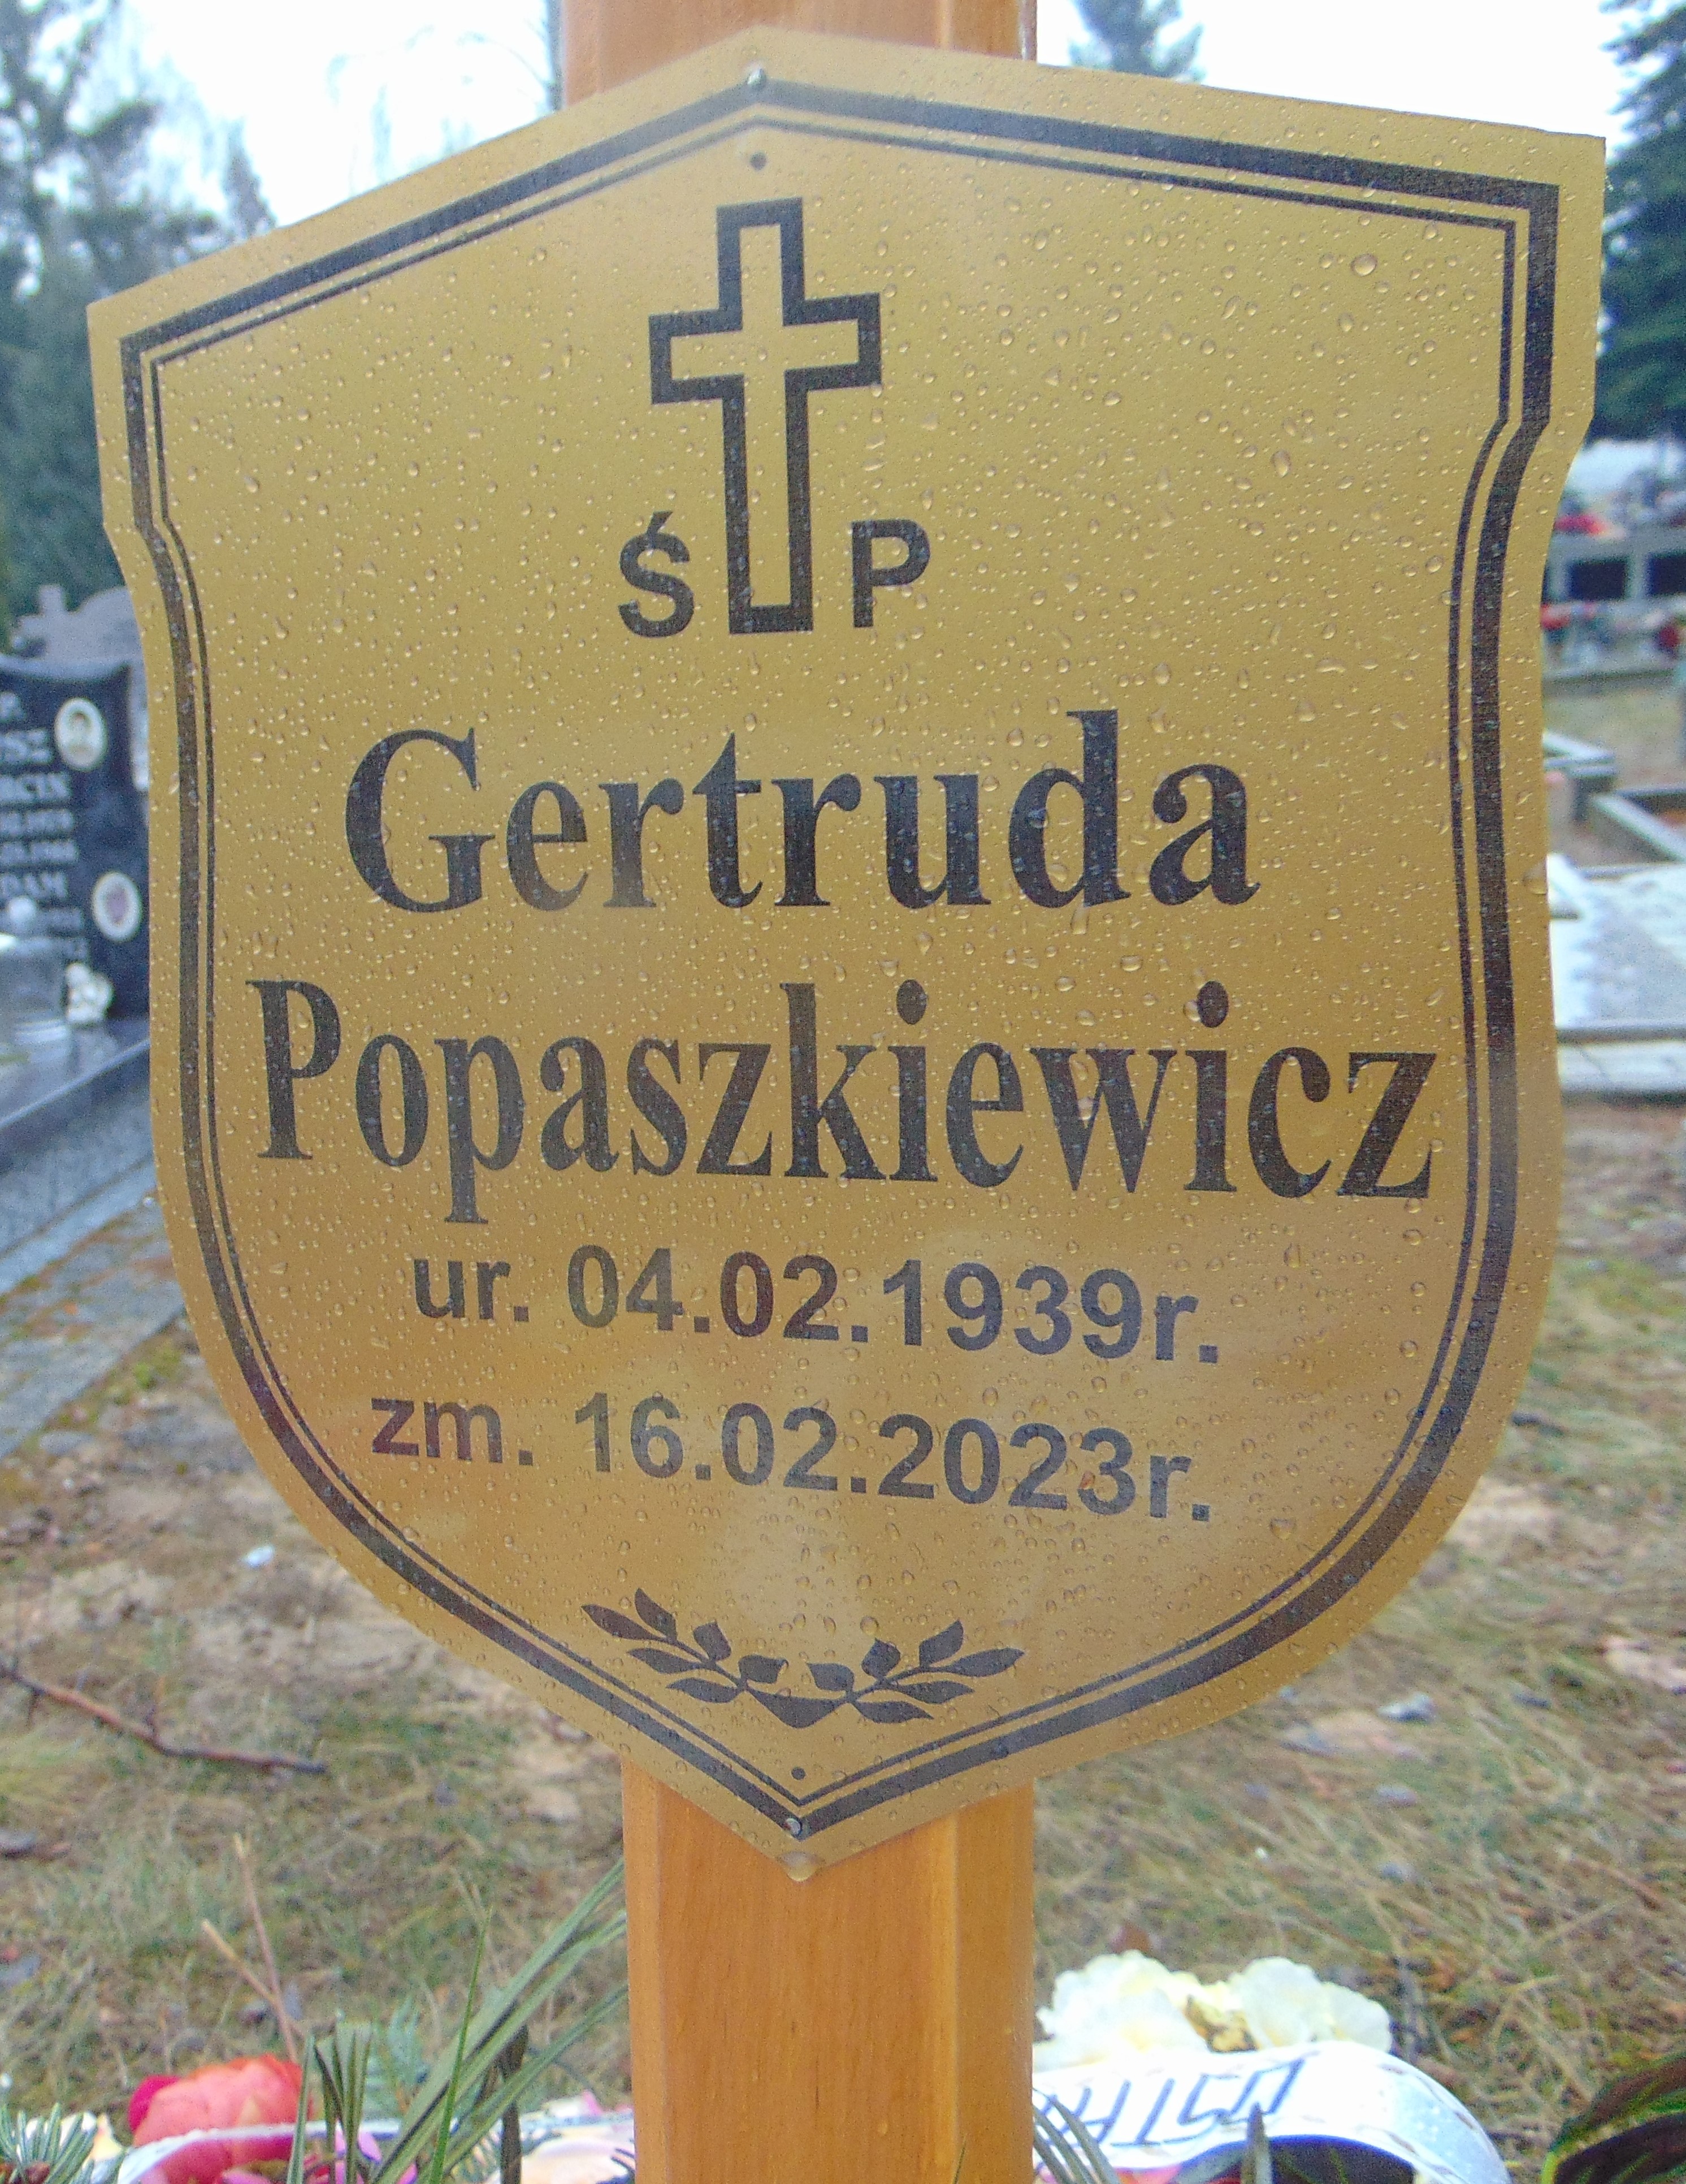 Ś P
Gertruda
Popaszkiewicz
ur. 04.02.1939r.
zm. 16.02.2023r.